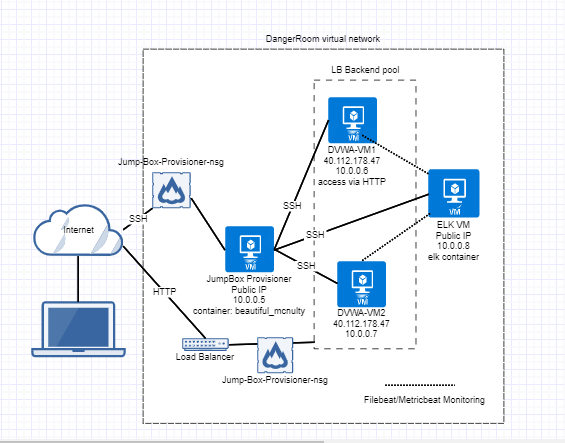 DangerRoom virtual network
LB Backend pool
VM
DVWA-VM1
40.112.178.47
10.0.0.6
access via HTTP
Jump-Box-Provisioner-nsg
SSH
Internet
SSH
VM
ELK VM
Public IP
10.0.0.8
elk container
SSH
VM
JumpBox Provisioner
Public IP
10.0.0.5
container: beautiful_mcnulty
SSH
VM
DVWA-VM2
40.112.178.47
10.0.0.7
HTTP
Load Balancer
Jump-Box-Provisioner-nsg
Filebeat/Metricbeat Monitoring